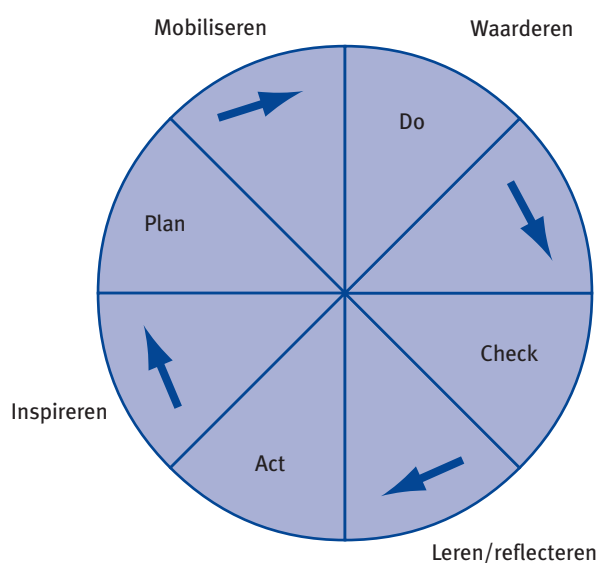 Mobiliseren
Waarderen
Do
Plan
Check
Inspireren
Act
Leren/reflecteren